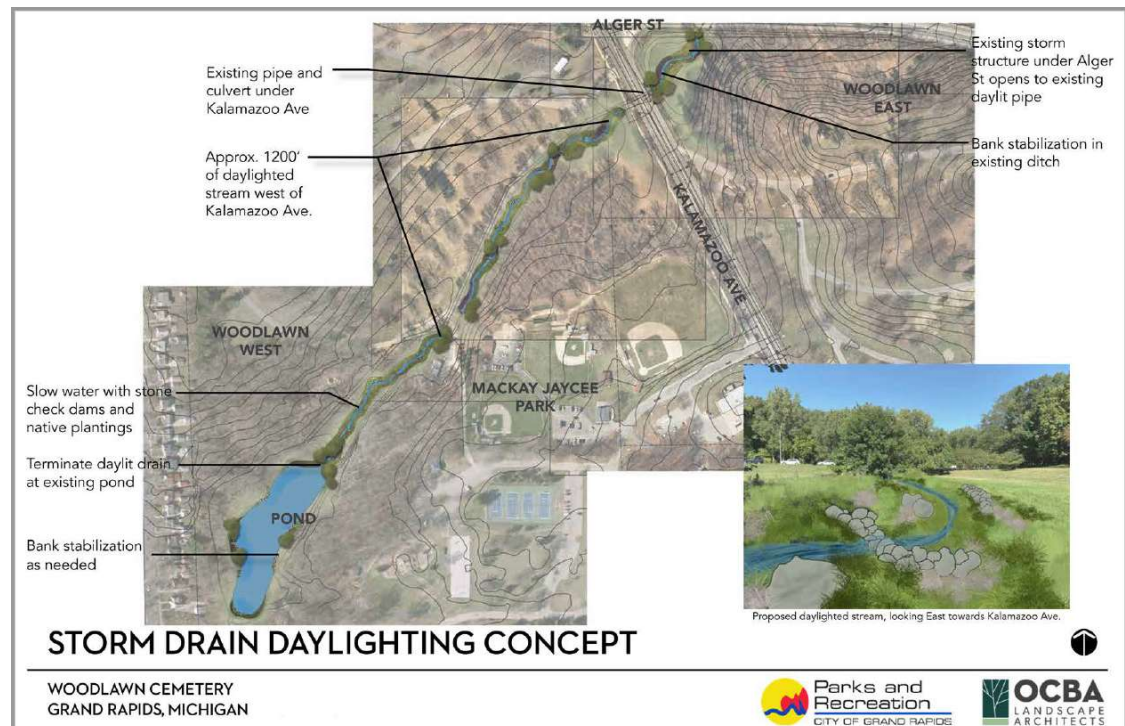 ALGER ST
Existing pipe and
culvert under
Kalamazoo Ave
Existing storm
structure under Alger
St opens to existing
daylit pipe
WOODLAWN
EAST
Bank stabilization in
existing ditch
Approx. 1200'
of daylighted
stream west of
Kalamazoo Ave.
KALAMAZOO AVE
WOODLAWN
WEST
MACKAY JAYCEE
PARK
Slow water with stone
check dams and
native plantings
Terminate daylit drain
at existing pond
POND
Bank stabilization
as needed
Proposed daylighted stream, looking East towards Kalamazoo Ave.
STORM DRAIN DAYLIGHTING CONCEPT
WOODLAWN CEMETERY
GRAND RAPIDS, MICHIGAN
Parks and
Recreation
CITY OF GRAND RAPIDS
OCBA
LANDSCAPE
ARCHITECTS